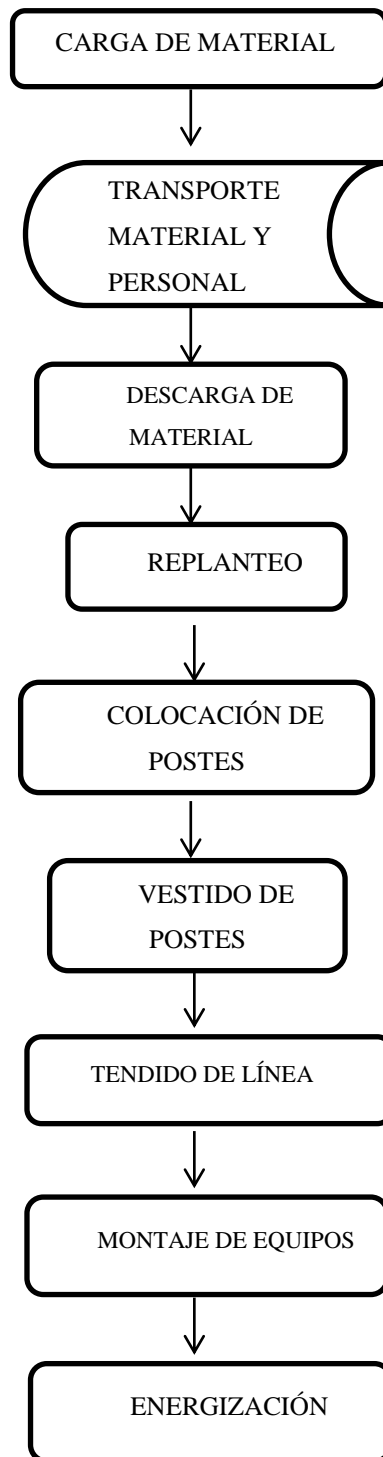 CARGA DE MATERIAL
TRANSPORTE
MATERIAL Y
PERSONAL
DESCARGA DE
MATERIAL
REPLANTEO
COLOCACIÓN DE
POSTES
VESTIDO DE
POSTES
TENDIDO DE LÍNEA
MONTAJE DE EQUIPOS
ENERGIZACIÓN